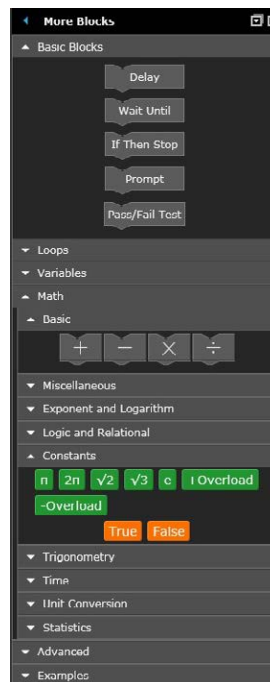 More Blocks
Basic Blocks
Delay
Wait Until
If Then Stop
Prompt
Pass/Fail Test
Loops
Variables
Math
Basic
+ − × ÷
Miscellaneous
Exponent and Logarithm
Logic and Relational
Constants
π 2π √2 √3 e +Overload
-Overload
True False
Trigonometry
Time
Unit Conversion
Statistics
Advanced
Examples